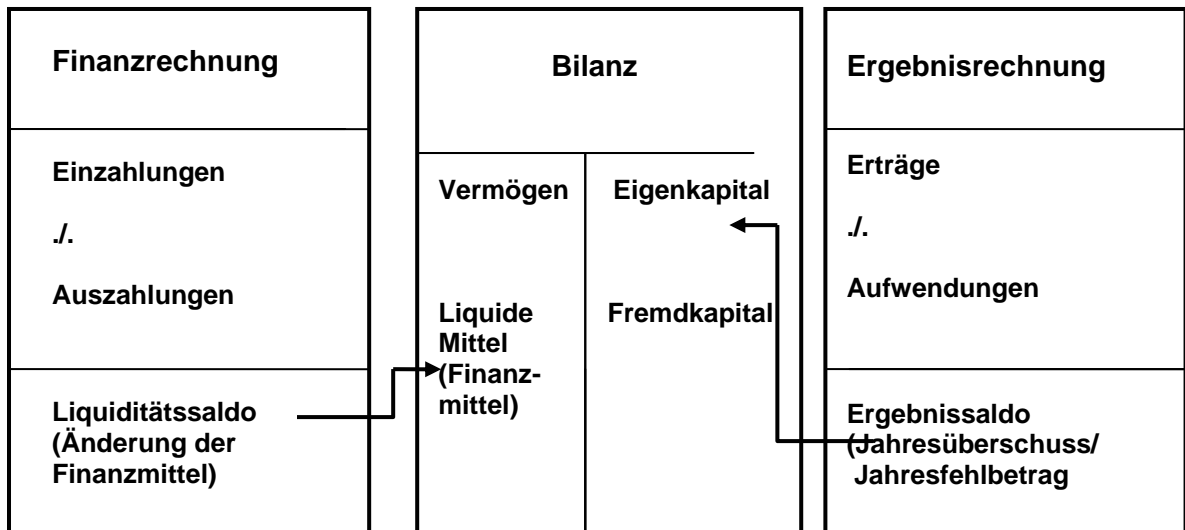 Finanzrechnung
Einzahlungen
./.
Auszahlungen
Liquiditätssaldo
(Änderung der
Finanzmittel)
Bilanz
Vermögen
Liquide
Mittel
(Finanz-
mittel)
Eigenkapital
Fremdkapital
Ergebnisrechnung
Erträge
./.
Aufwendungen
Ergebnissaldo
(Jahresüberschuss/
Jahresfehlbetrag